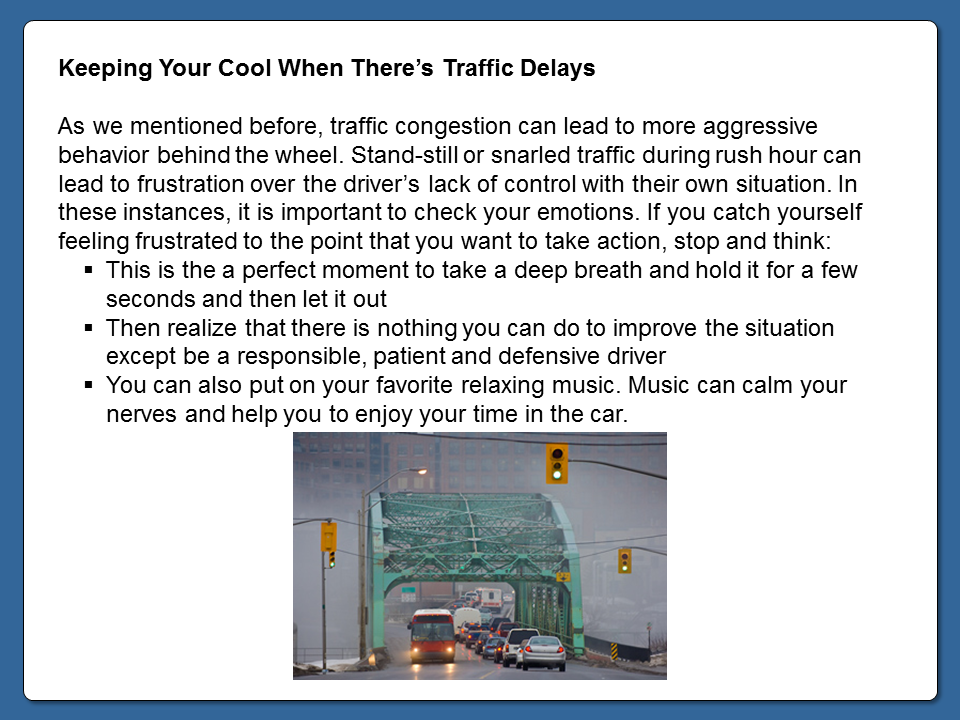 Keeping Your Cool When There’s Traffic Delays
As we mentioned before, traffic congestion can lead to more aggressive
behavior behind the wheel. Stand-still or snarled traffic during rush hour can
lead to frustration over the driver’s lack of control with their own situation. In
these instances, it is important to check your emotions. If you catch yourself
feeling frustrated to the point that you want to take action, stop and think:
▪ This is the a perfect moment to take a deep breath and hold it for a few
seconds and then let it out
▪ Then realize that there is nothing you can do to improve the situation
except be a responsible, patient and defensive driver
▪ You can also put on your favorite relaxing music. Music can calm your
nerves and help you to enjoy your time in the car.